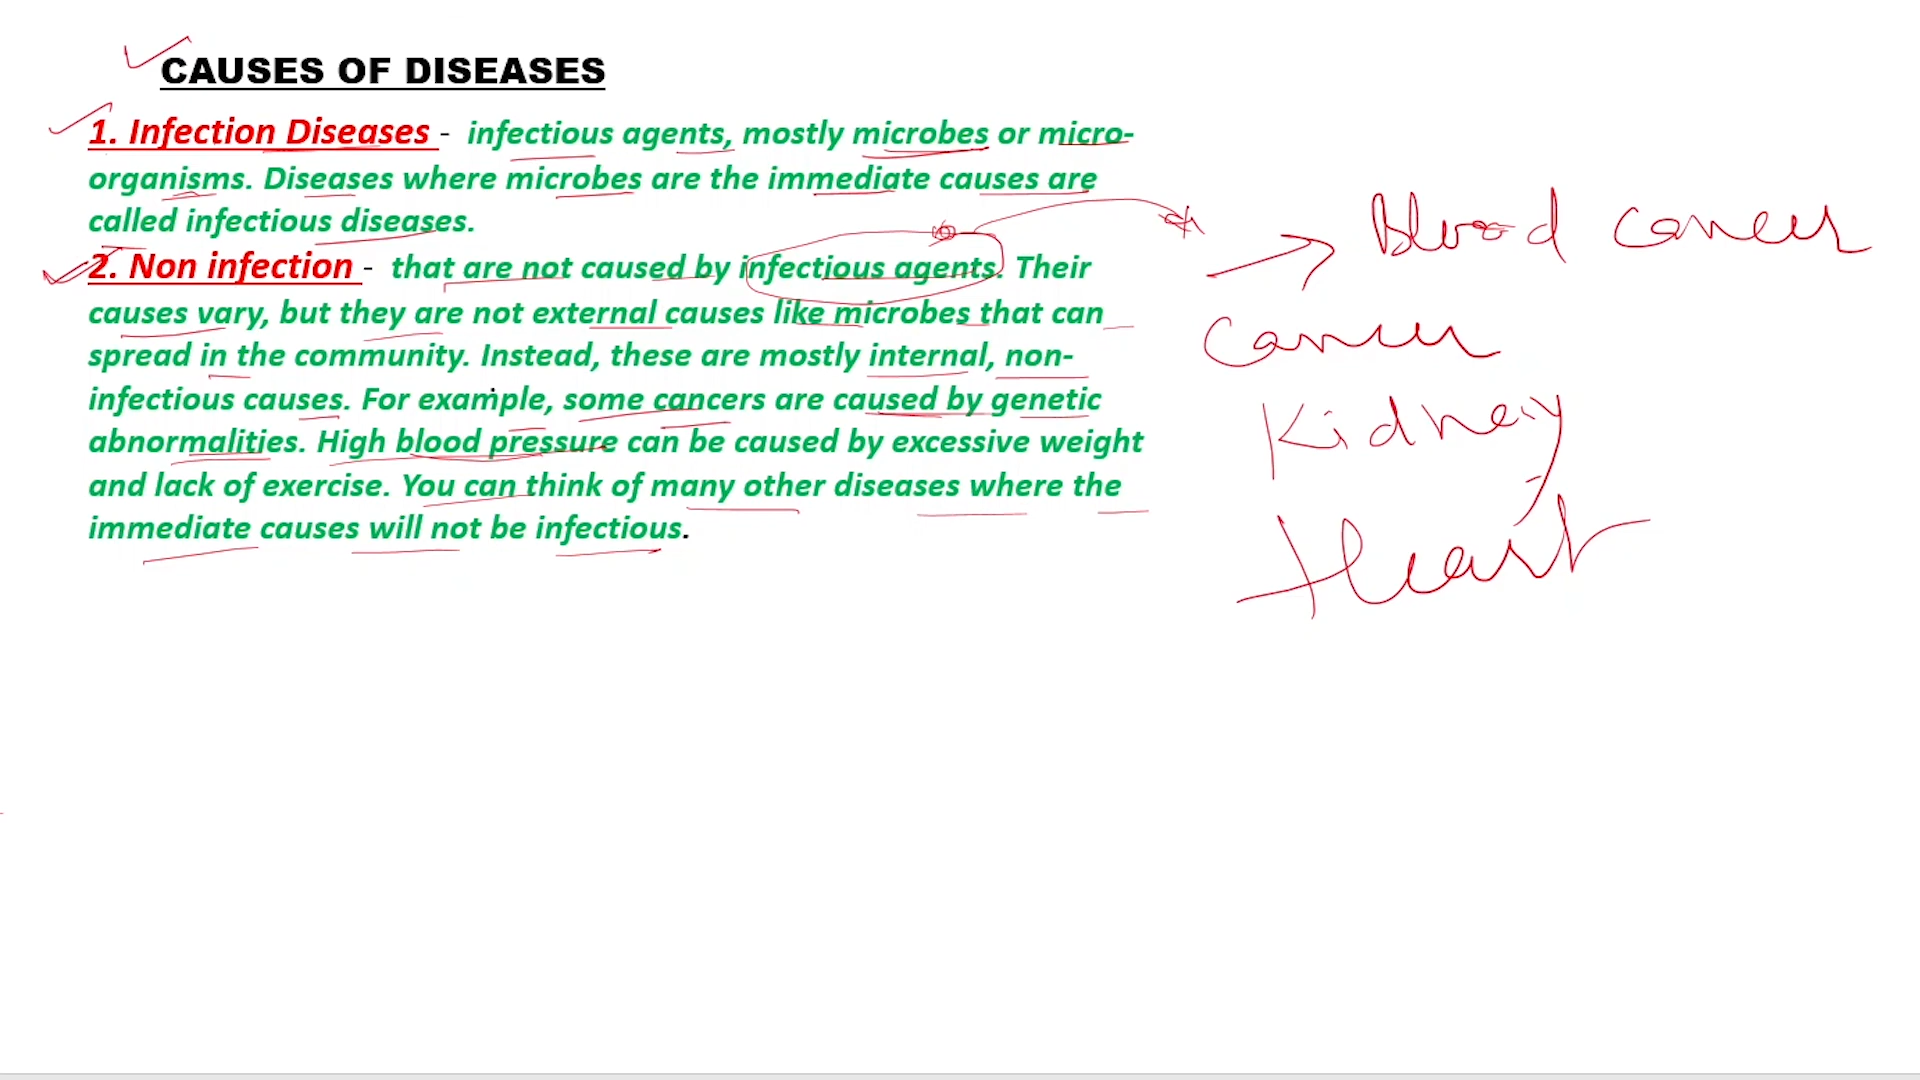 CAUSES OF DISEASES
1. Infection Diseases - infectious agents, mostly microbes or micro-
organisms. Diseases where microbes are the immediate causes are
called infectious diseases.
2. Non infection - that are not caused by infectious agents. Their
causes vary, but they are not external causes like microbes that can
spread in the community. Instead, these are mostly internal, non-
infectious causes. For example, some cancers are caused by genetic
abnormalities. High blood pressure can be caused by excessive weight
and lack of exercise. You can think of many other diseases where the
immediate causes will not be infectious.
Blood cancer
Cancer
Kidney
Heart